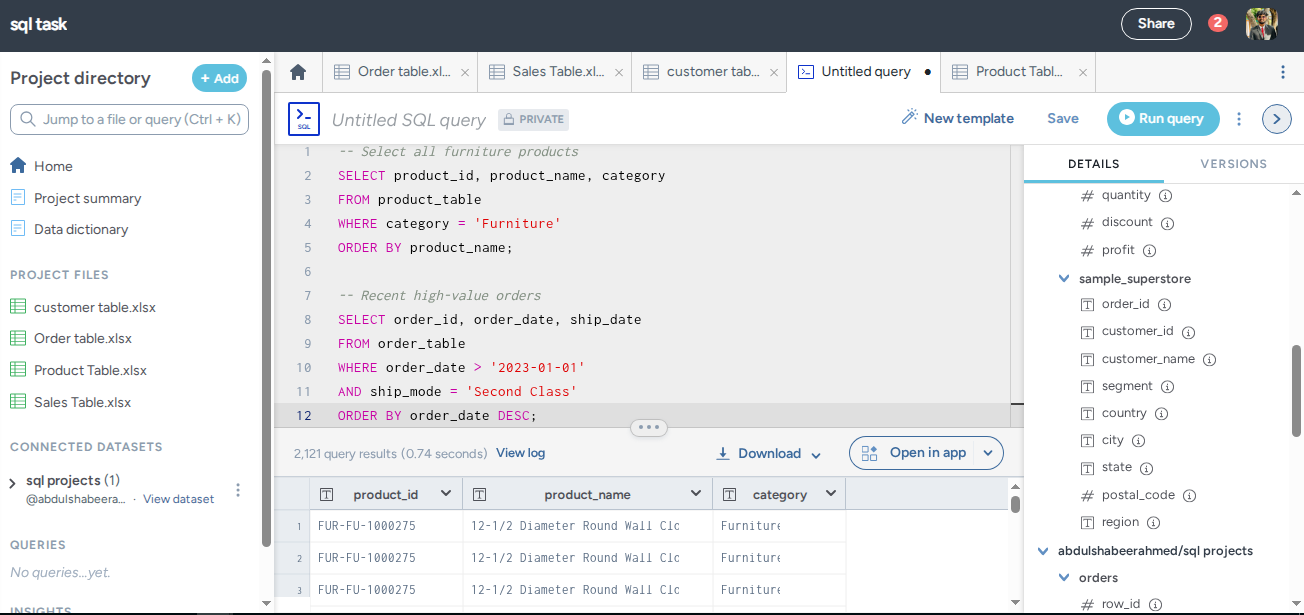 sql task
Share
2
Project directory
+ Add
Jump to a file or query (Ctrl + K)
Home
Project summary
Data dictionary
PROJECT FILES
customer table.xlsx
Order table.xlsx
Product Table.xlsx
Sales Table.xlsx
CONNECTED DATASETS
sql projects (1)
@abdulshabeera... · View dataset
QUERIES
No queries...yet.
INSIGHTS
Order table.xl... ×
Sales Table.xl... ×
customer tab... ×
Untitled query ●
Product Tabl... ×
SQL
Untitled SQL query
PRIVATE
New template
Save
Run query
1 -- Select all furniture products
2 SELECT product_id, product_name, category
3 FROM product_table
4 WHERE category = 'Furniture'
5 ORDER BY product_name;
6
7 -- Recent high-value orders
8 SELECT order_id, order_date, ship_date
9 FROM order_table
10 WHERE order_date > '2023-01-01'
11 AND ship_mode = 'Second Class'
12 ORDER BY order_date DESC;
2,121 query results (0.74 seconds) View log
Download
Open in app
product_id product_name category
1 FUR-FU-1000275 12-1/2 Diameter Round Wall Clo Furniture
2 FUR-FU-1000275 12-1/2 Diameter Round Wall Clo Furniture
3 FUR-FU-1000275 12-1/2 Diameter Round Wall Clo Furniture
DETAILS VERSIONS
# quantity
# discount
# profit
sample_superstore
T order_id
T customer_id
T customer_name
T segment
T country
T city
T state
# postal_code
T region
abdulshabeerahmed/sql projects
orders
# row_id